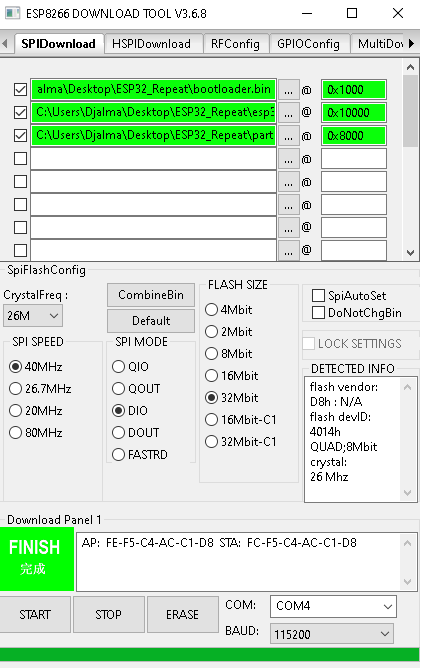 ESP8266 DOWNLOAD TOOL V3.6.8
SPIDownload HSPIDownload RFConfig GPIOConfig MultiDov
alma\Desktop\ESP32_Repeat\bootloader.bin ... @ 0x1000
C:\Users\Djalma\ESP32_Repeat\esp3 ... @ 0x10000
C:\Users\Djalma\ESP32_Repeat\part ... @ 0x8000
... @
... @
... @
... @
... @
SpiFlashConfig
CrystalFreq :
26M
CombineBin
Default
SPI SPEED
40MHz
26.7MHz
20MHz
80MHz
SPI MODE
QIO
QOUT
DIO
DOUT
FASTRD
FLASH SIZE
4Mbit
2Mbit
8Mbit
16Mbit
32Mbit
16Mbit-C1
32Mbit-C1
SpiAutoSet
DoNotChgBin
LOCK SETTINGS
DETECTED INFO
flash vendor:
D8h : N/A
flash devID:
4014h
QUAD;8Mbit
crystal:
26 Mhz
Download Panel 1
FINISH
完成
AP: FE-F5-C4-AC-C1-D8 STA: FC-F5-C4-AC-C1-D8
START STOP ERASE
COM: COM4
BAUD: 115200